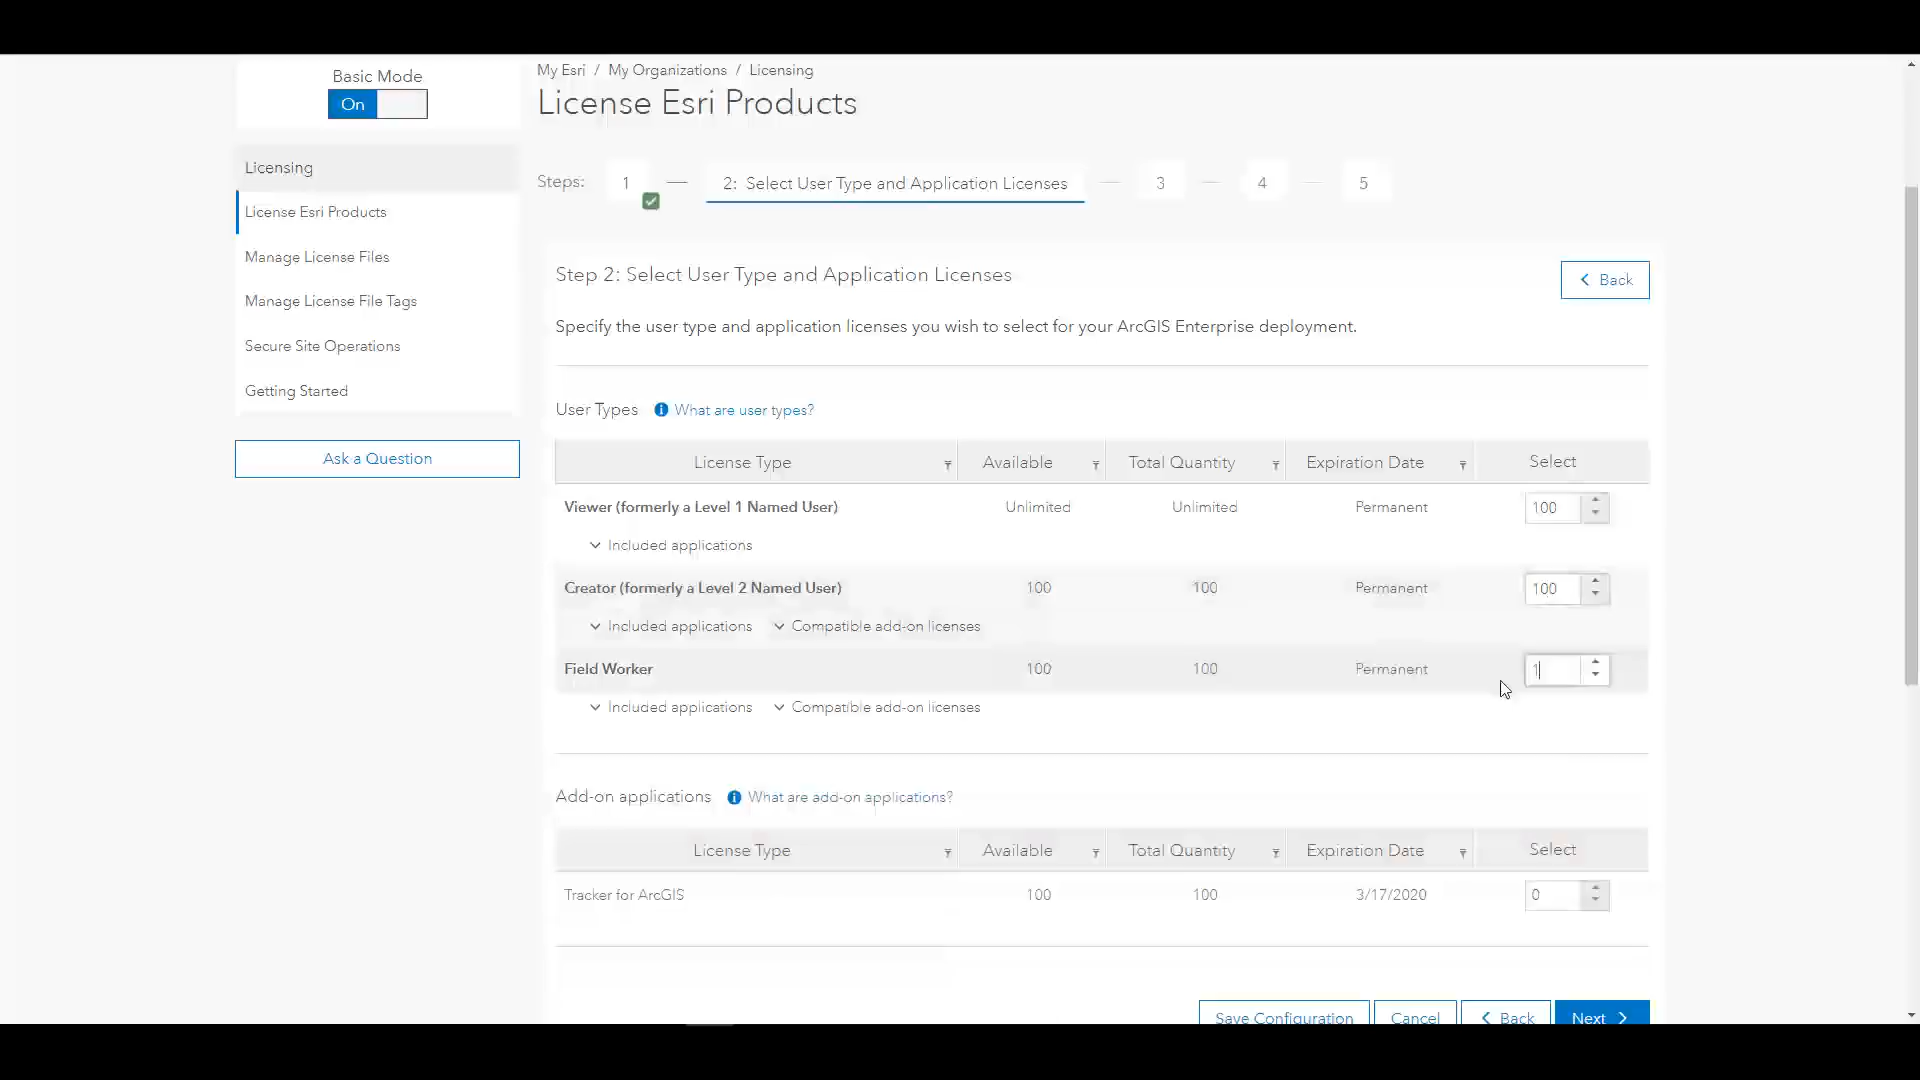 Basic Mode
On
Licensing
License Esri Products
Manage License Files
Manage License File Tags
Secure Site Operations
Getting Started
Ask a Question
My Esri / My Organizations / Licensing
License Esri Products
Steps: 1 — 2: Select User Type and Application Licenses — 3 — 4 — 5
Step 2: Select User Type and Application Licenses
Back
Specify the user type and application licenses you wish to select for your ArcGIS Enterprise deployment.
User Types What are user types?
License Type Available Total Quantity Expiration Date Select
Viewer (formerly a Level 1 Named User) Unlimited Unlimited Permanent 100
Included applications
Creator (formerly a Level 2 Named User) 100 100 Permanent 100
Included applications Compatible add-on licenses
Field Worker 100 100 Permanent 1
Included applications Compatible add-on licenses
Add-on applications What are add-on applications?
License Type Available Total Quantity Expiration Date Select
Tracker for ArcGIS 100 100 3/17/2020 0
Save Configuration Cancel Back Next